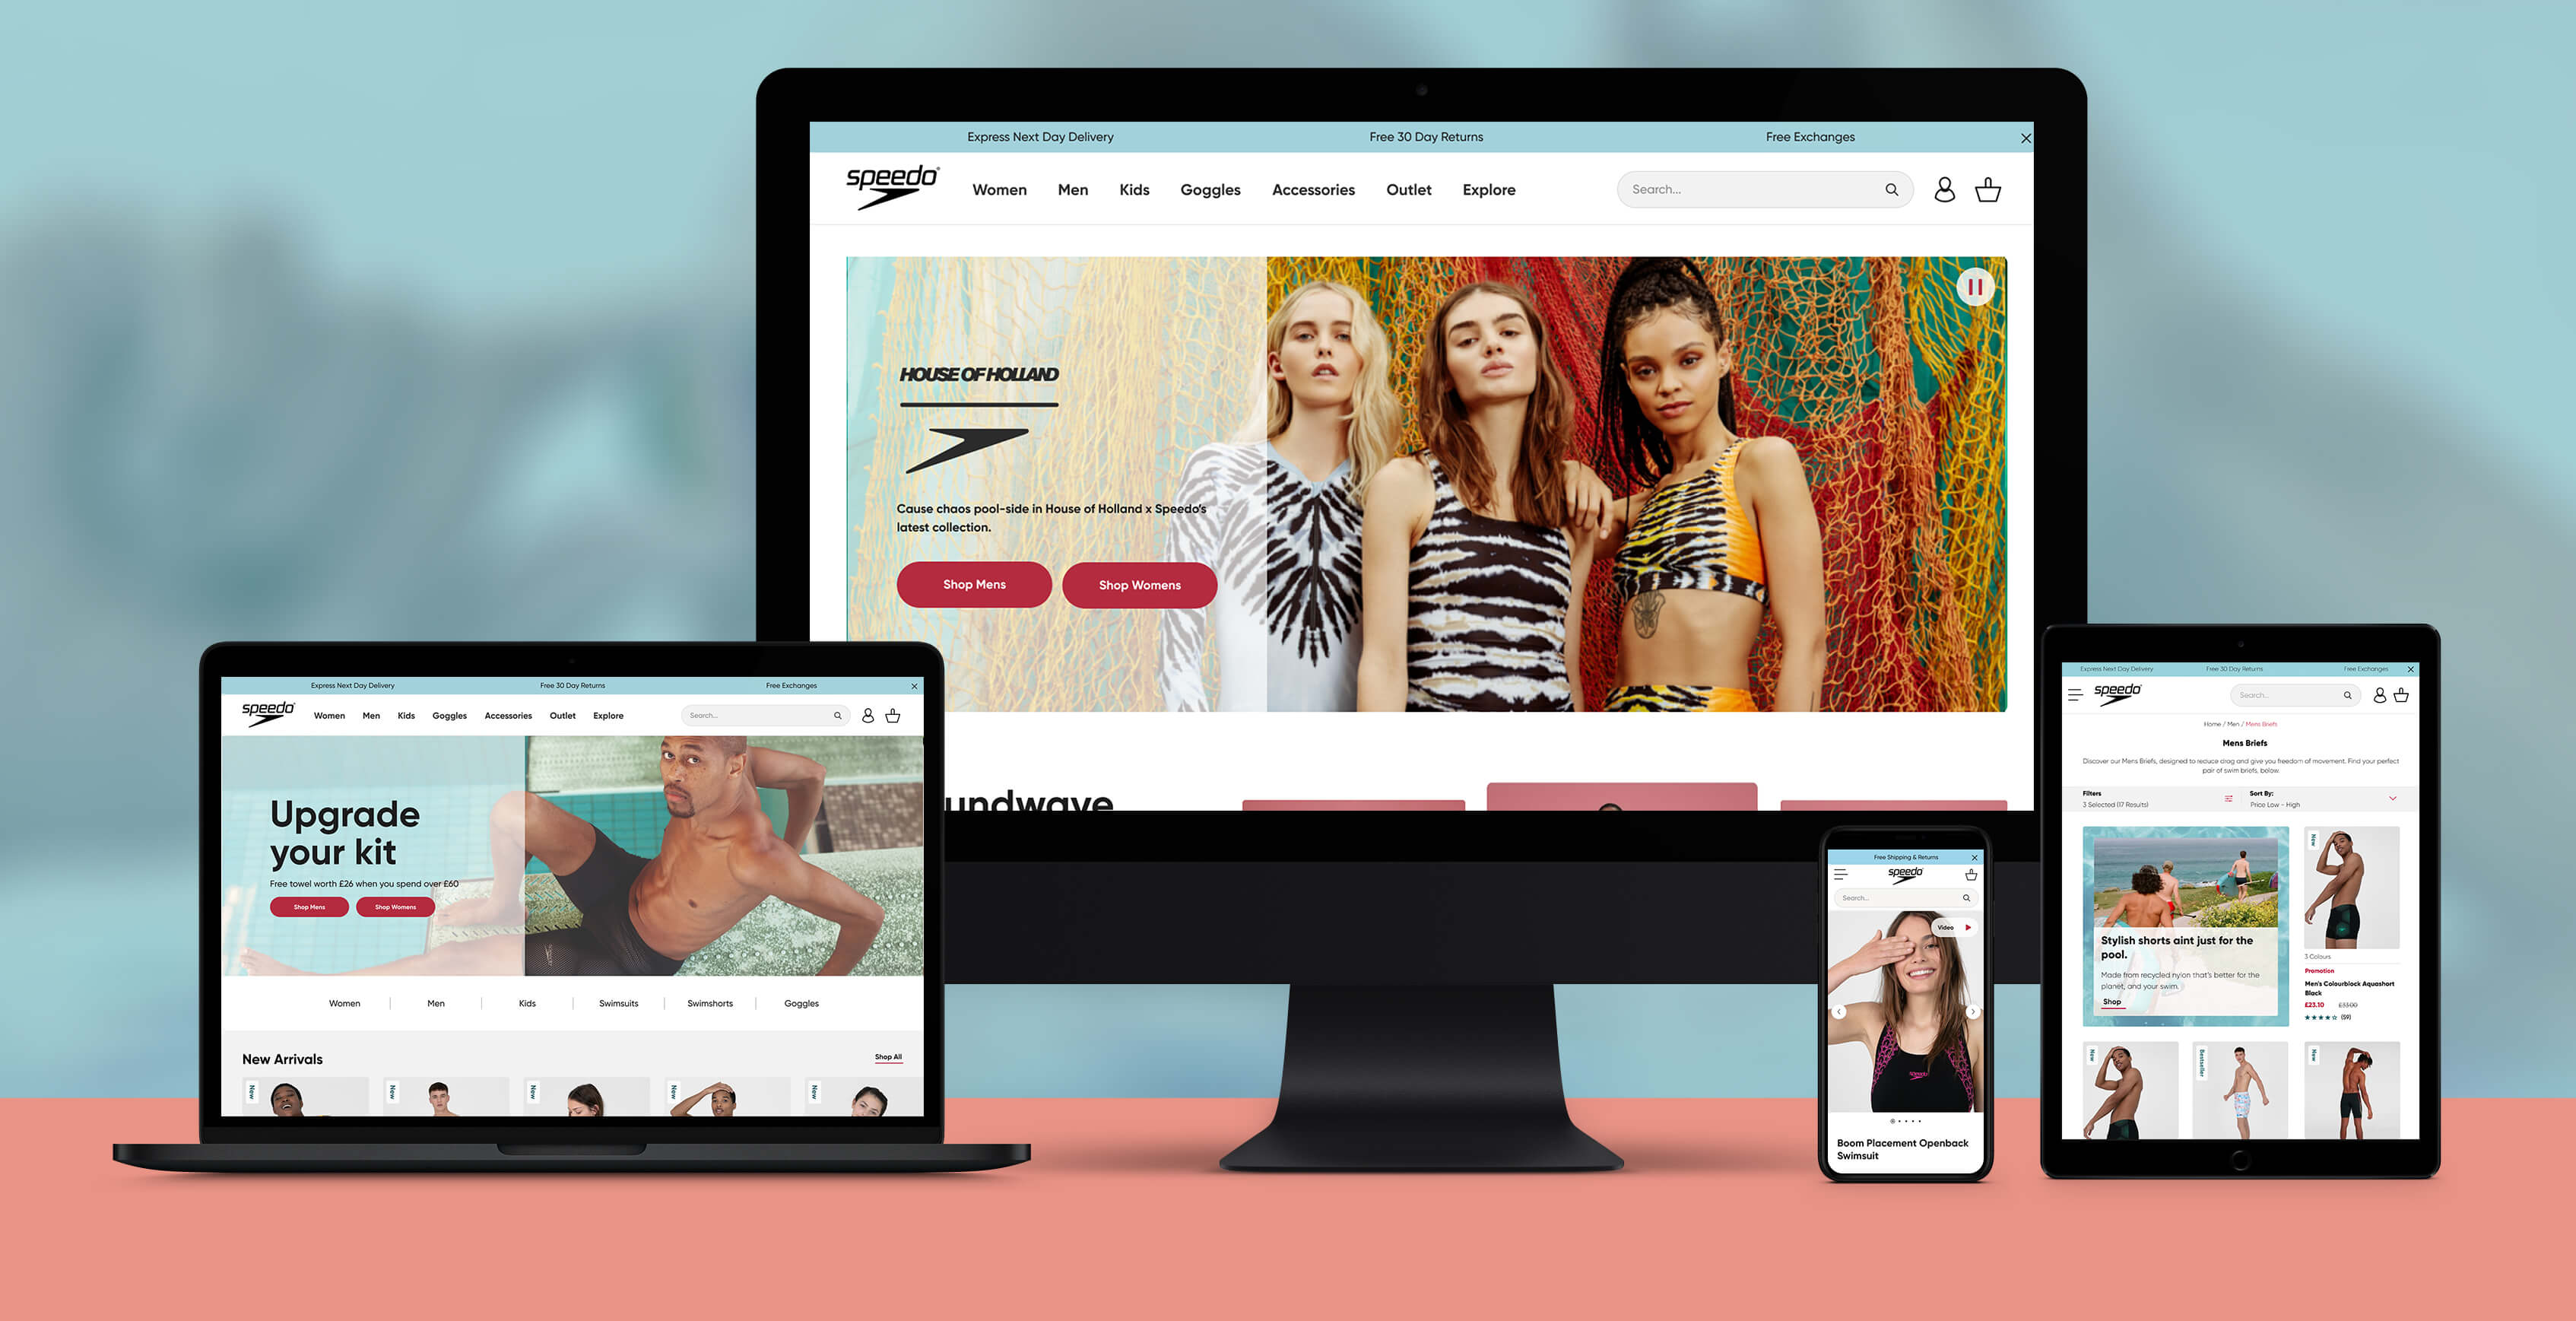 Express Next Day Delivery
Free 30 Day Returns
Free Exchanges
speedo
Women
Men
Kids
Goggles
Accessories
Outlet
Explore
Search...
HOUSE OF HOLLAND
Cause chaos pool-side in House of Holland x Speedo's
latest collection.
Shop Mens
Shop Womens
undwave
Express Next Day Delivery
Free 30 Day Returns
Free Exchanges
speedo
Women
Men
Kids
Goggles
Accessories
Outlet
Explore
Search...
Upgrade
your kit
Free towel worth £26 when you spend over £60
Shop Mens
Shop Womens
Women
Men
Kids
Swimsuits
Swimshorts
Goggles
New Arrivals
Shop All
New
New
New
New
New
Free Shipping & Returns
speedo
Search...
Video
speedo
Boom Placement Openback
Swimsuit
Express Next Day Delivery
Free 30 Day Returns
Free Exchanges
speedo
Search...
Home / Men / Mens Briefs
Mens Briefs
Discover our Mens Briefs, designed to reduce drag and give you freedom of movement. Find your perfect
pair of swim briefs, below.
Filters
3 Selected (17 Results)
Sort By:
Price Low - High
Stylish shorts aint just for the
pool.
Made from recycled nylon that's better for the
planet, and your swim.
Shop
New
3 Colours
Promotion
Men's Colourblock Aquashort
Black
£23.10 £33.00
(59)
New
Bestseller
New